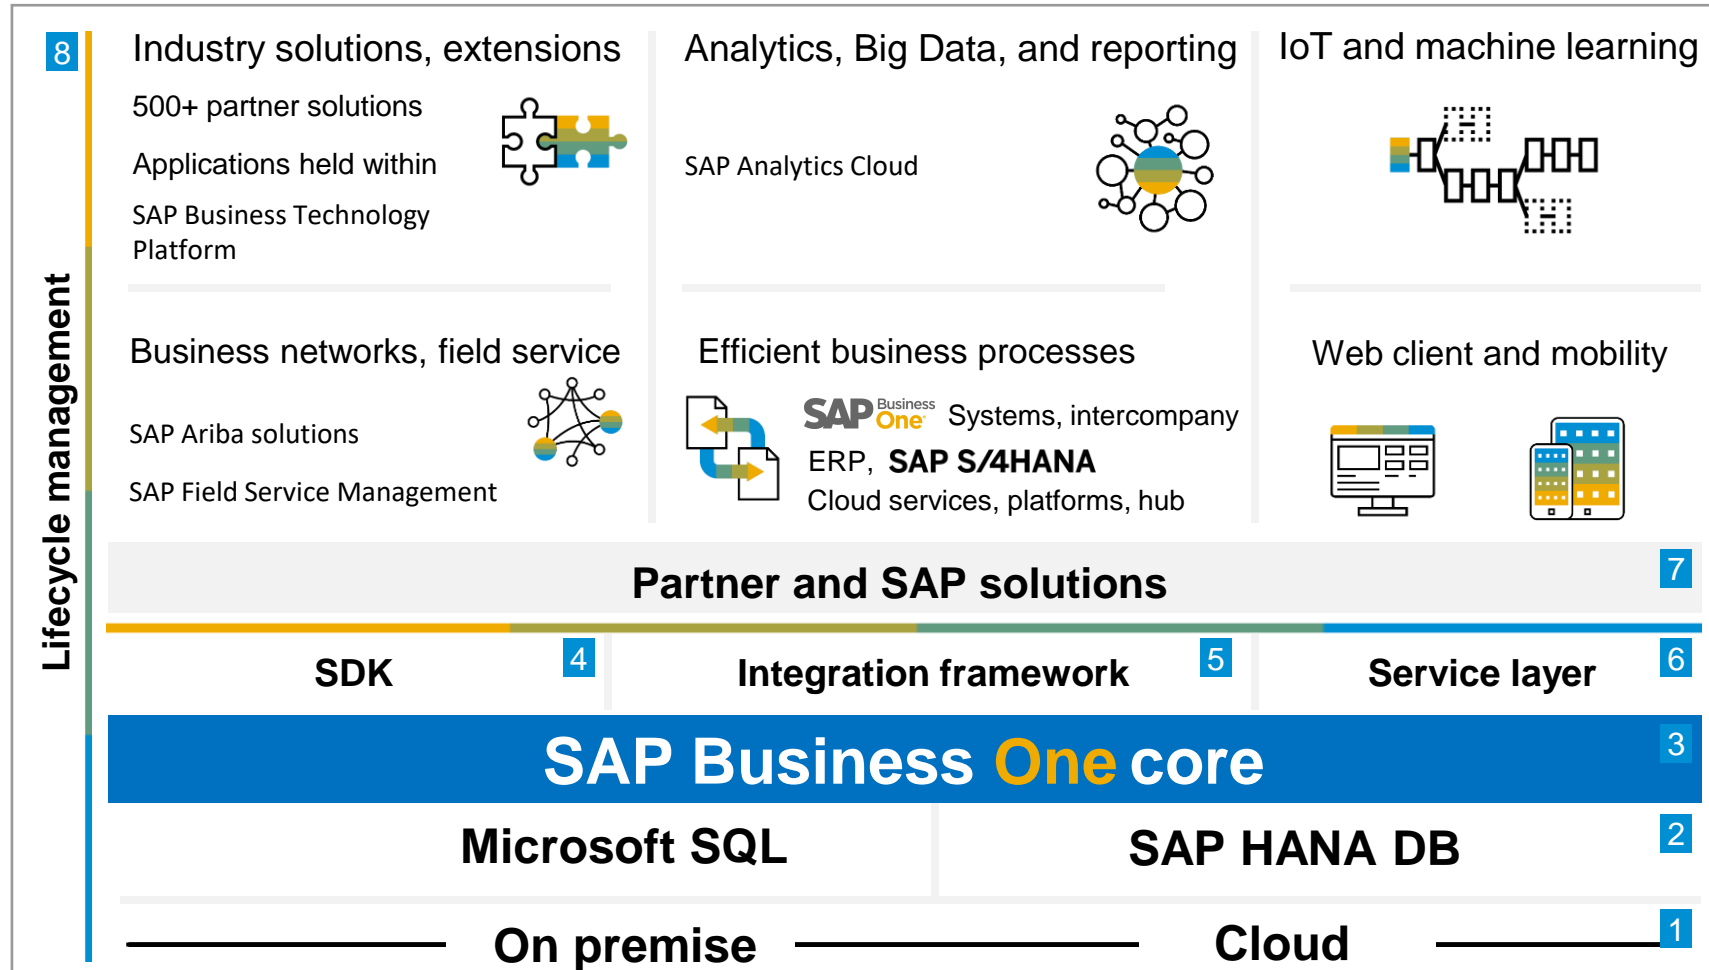 8
Industry solutions, extensions
500+ partner solutions
Applications held within
SAP Business Technology
Platform
Analytics, Big Data, and reporting
SAP Analytics Cloud
IoT and machine learning
Lifecycle management
Business networks, field service
SAP Ariba solutions
SAP Field Service Management
Efficient business processes
SAP Business One Systems, intercompany
ERP, SAP S/4HANA
Cloud services, platforms, hub
Web client and mobility
Partner and SAP solutions
7
SDK
4
Integration framework
5
Service layer
6
SAP Business One core
3
Microsoft SQL
SAP HANA DB
2
On premise
Cloud
1